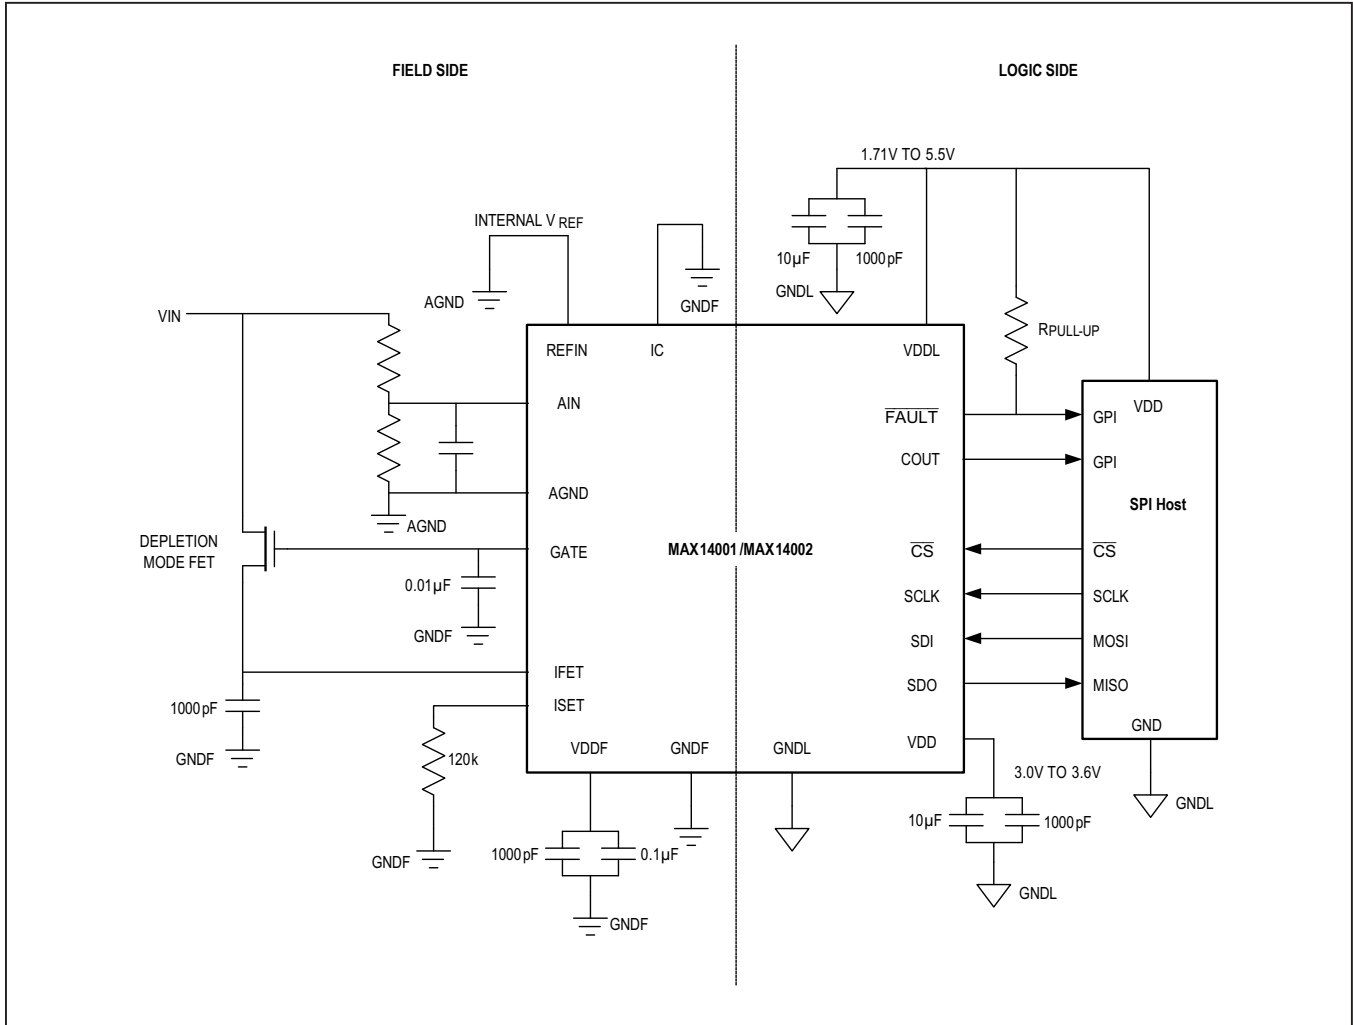 FIELD SIDE
LOGIC SIDE
1.71V TO 5.5V
INTERNAL V REF
10µF
1000pF
GNDL
AGND
GNDF
VIN
RPULL-UP
REFIN
IC
VDDL
AIN
FAULT
GPI
VDD
COUT
GPI
AGND
AGND
SPI Host
DEPLETION
MODE FET
GATE
MAX14001/MAX14002
CS
CS
0.01µF
SCLK
SCLK
GNDF
SDI
MOSI
IFET
SDO
MISO
1000pF
ISET
GND
GNDF
120k
VDDF
GNDF
GNDL
VDD
3.0V TO 3.6V
GNDL
10µF
1000pF
1000pF
0.1µF
GNDF
GNDL
GNDF